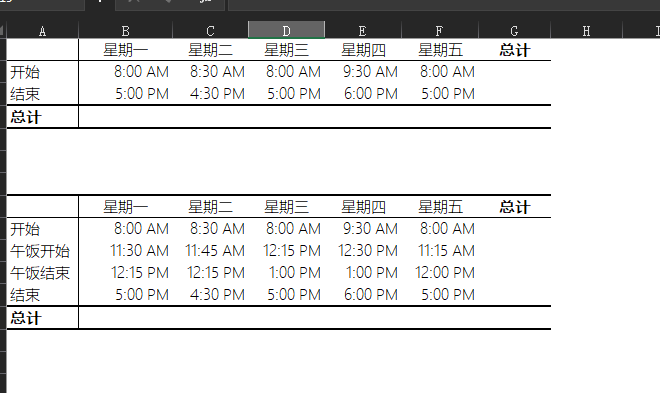 A B C D E F G H
星期一 星期二 星期三 星期四 星期五 总计
开始 8:00 AM 8:30 AM 8:00 AM 9:30 AM 8:00 AM
结束 5:00 PM 4:30 PM 5:00 PM 6:00 PM 5:00 PM
总计
星期一 星期二 星期三 星期四 星期五 总计
开始 8:00 AM 8:30 AM 8:00 AM 9:30 AM 8:00 AM
午饭开始 11:30 AM 11:45 AM 12:15 PM 12:30 PM 11:15 AM
午饭结束 12:15 PM 12:15 PM 1:00 PM 1:00 PM 12:00 PM
结束 5:00 PM 4:30 PM 5:00 PM 6:00 PM 5:00 PM
总计